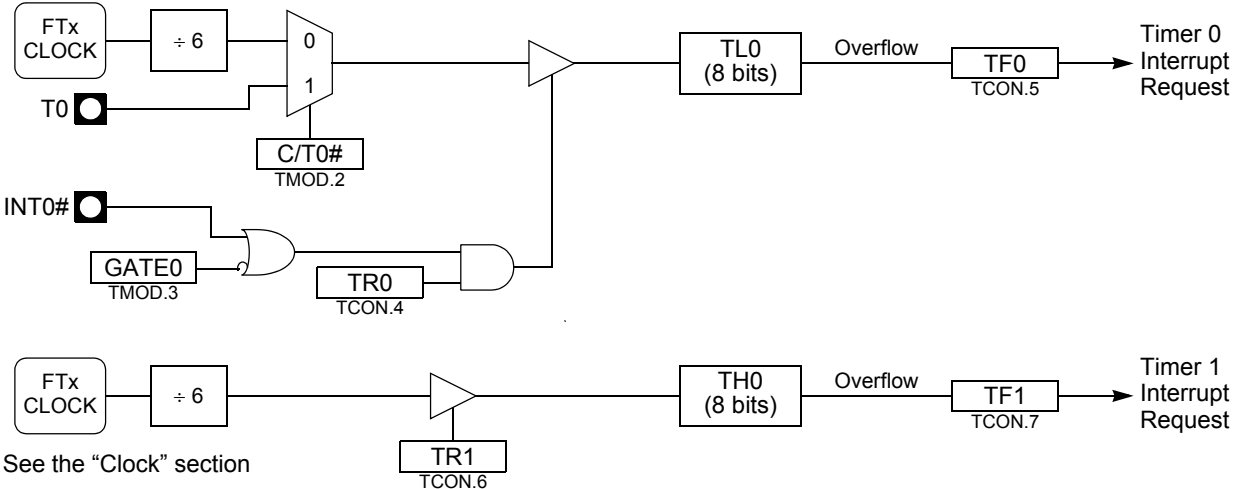 FTx
CLOCK
÷ 6
0
1
T0
C/T0#
TMOD.2
TL0
(8 bits)
Overflow
TF0
TCON.5
Timer 0
Interrupt
Request
INT0#
GATE0
TMOD.3
TR0
TCON.4
FTx
CLOCK
÷ 6
TR1
TCON.6
TH0
(8 bits)
Overflow
TF1
TCON.7
Timer 1
Interrupt
Request
See the “Clock” section